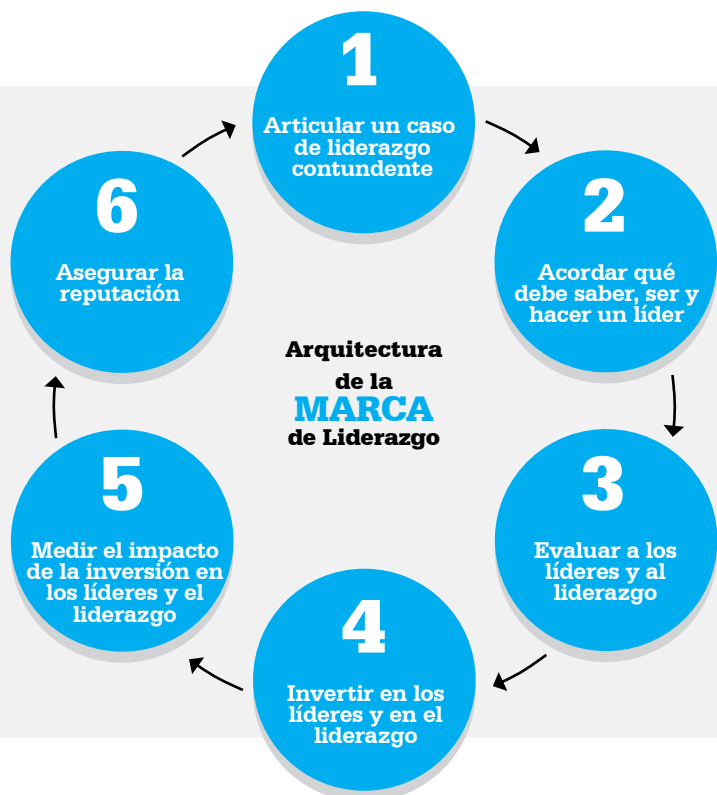 1
Articular un caso
de liderazgo
contundente
2
Acordar qué
debe saber, ser y
hacer un líder
3
Evaluar a los
líderes y al
liderazgo
4
Invertir en los
líderes y en el
liderazgo
5
Medir el impacto
de la inversión en
los líderes y el
liderazgo
6
Asegurar la
reputación
Arquitectura
de la
MARCA
de Liderazgo